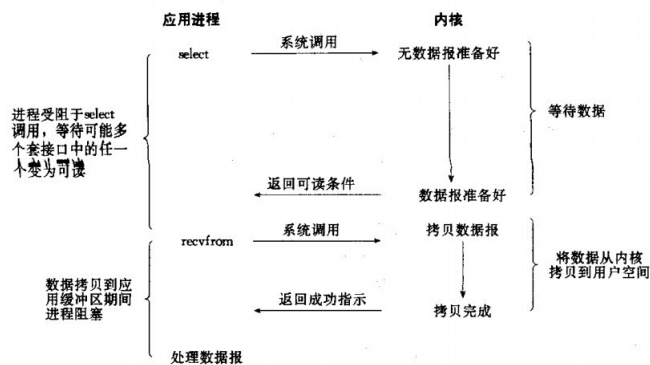 应用进程
内核
select
系统调用
无数据报准备好
进程受阻于select
调用，等待可能多
个套接口中的任一
个变为可读
等待数据
返回可读条件
数据报准备好
recvfrom
系统调用
拷贝数据报
将数据从内核
拷贝到用户空间
数据拷贝到应
用缓冲区期间
进程阻塞
返回成功指示
拷贝完成
处理数据报